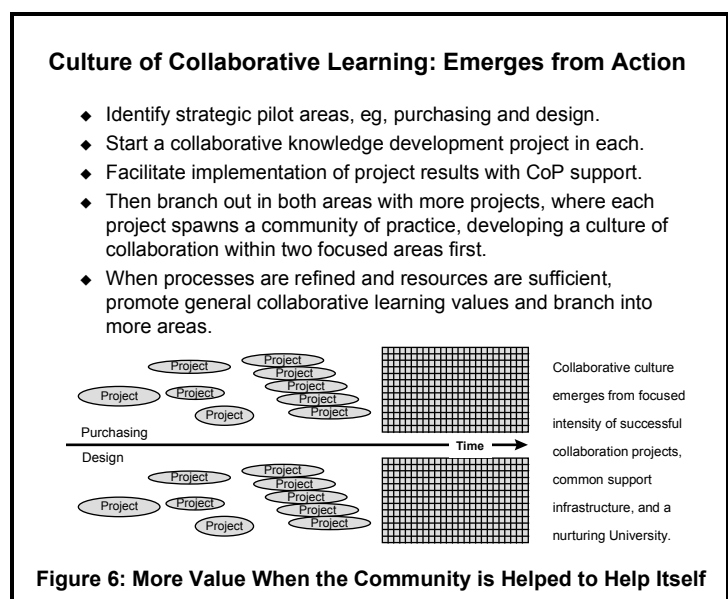 Culture of Collaborative Learning: Emerges from Action
◆ Identify strategic pilot areas, eg, purchasing and design.
◆ Start a collaborative knowledge development project in each.
◆ Facilitate implementation of project results with CoP support.
◆ Then branch out in both areas with more projects, where each
project spawns a community of practice, developing a culture of
collaboration within two focused areas first.
◆ When processes are refined and resources are sufficient,
promote general collaborative learning values and branch into
more areas.
Project
Project
Project
Project
Project
Project
Project
Project
Project
Purchasing
Time
Design
Project
Project
Project
Project
Project
Project
Project
Project
Project
Collaborative culture
emerges from focused
intensity of successful
collaboration projects,
common support
infrastructure, and a
nurturing University.
Figure 6: More Value When the Community is Helped to Help Itself